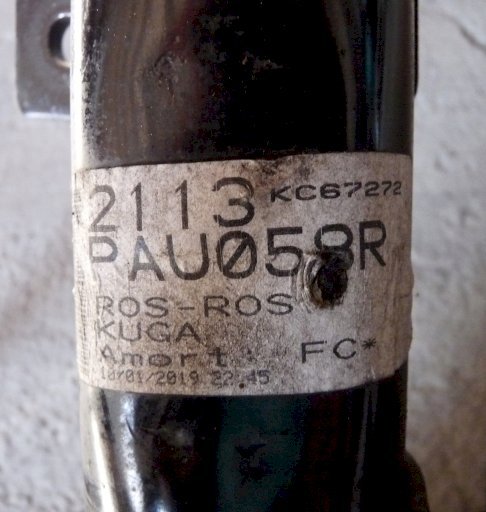 2113 KC67272
PAU058R
ROS-ROS
KUGA
Amort. FC*
10/01/2019 22:45